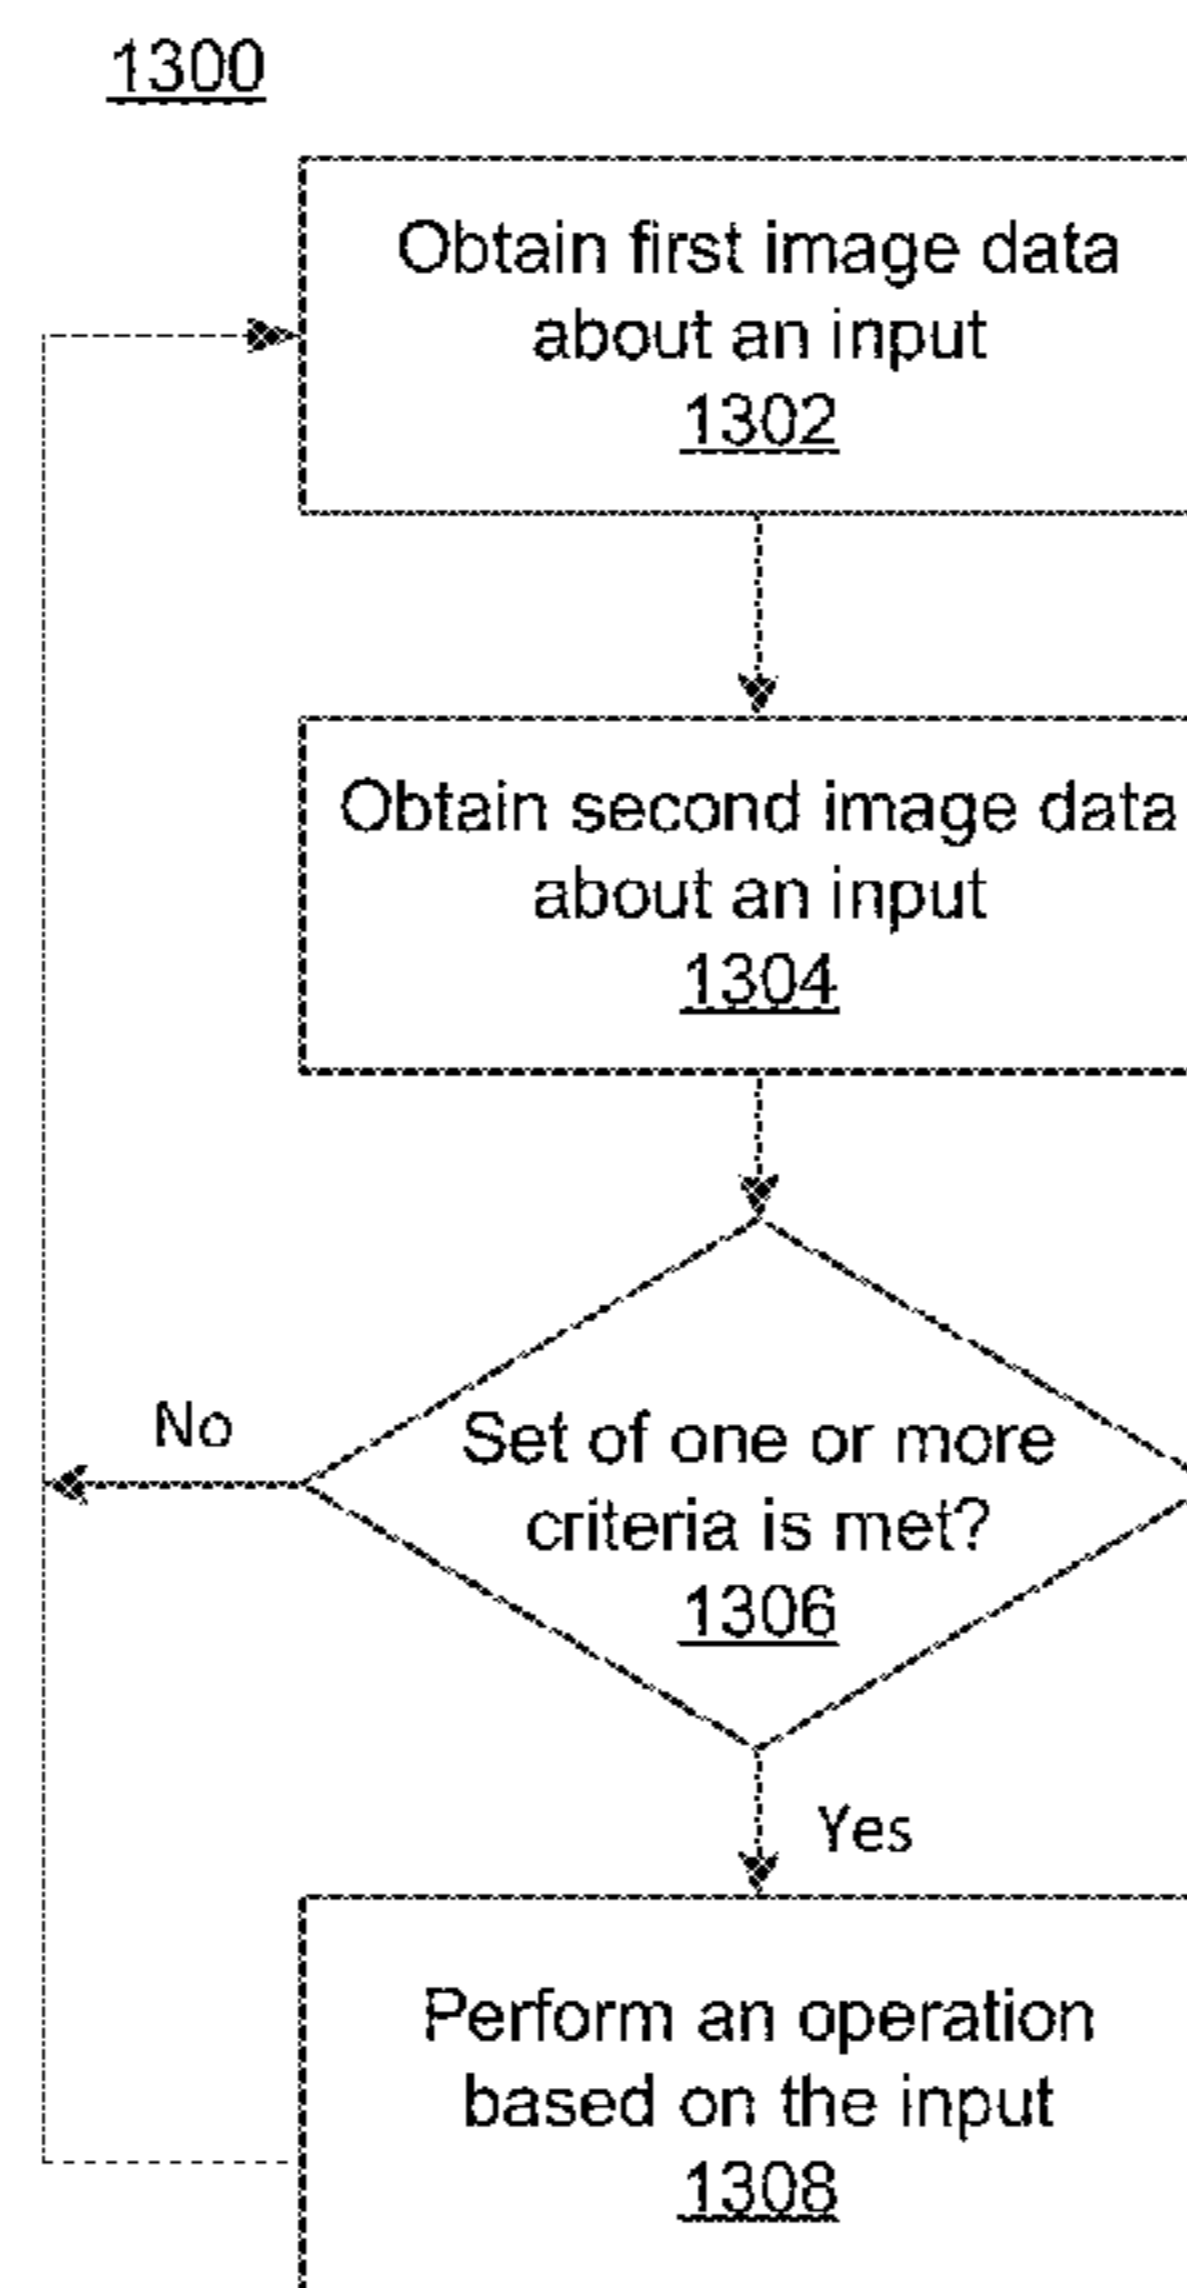 1300
Obtain first image data
about an input
1302
Obtain second image data
about an input
1304
No
Set of one or more
criteria is met?
1306
Yes
Perform an operation
based on the input
1308